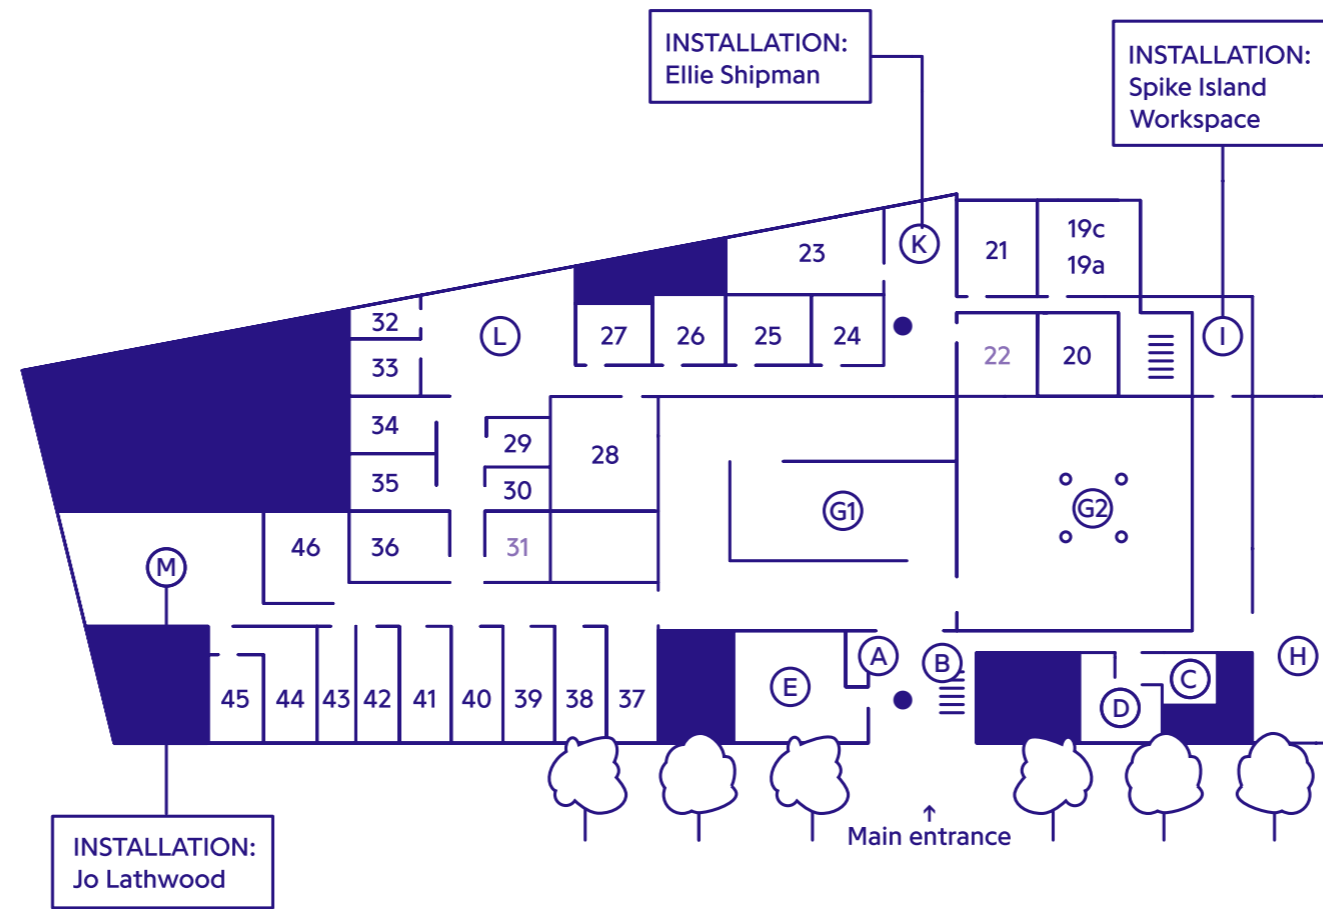 INSTALLATION:
Ellie Shipman
INSTALLATION:
Spike Island
Workspace
K
23
21
19c
19a
32
L
27
26
25
24
22
20
I
33
34
29
28
35
30
G1
G2
46
36
31
M
45
44
43
42
41
40
39
38
37
E
A
B
D
C
H
↑
Main entrance
INSTALLATION:
Jo Lathwood